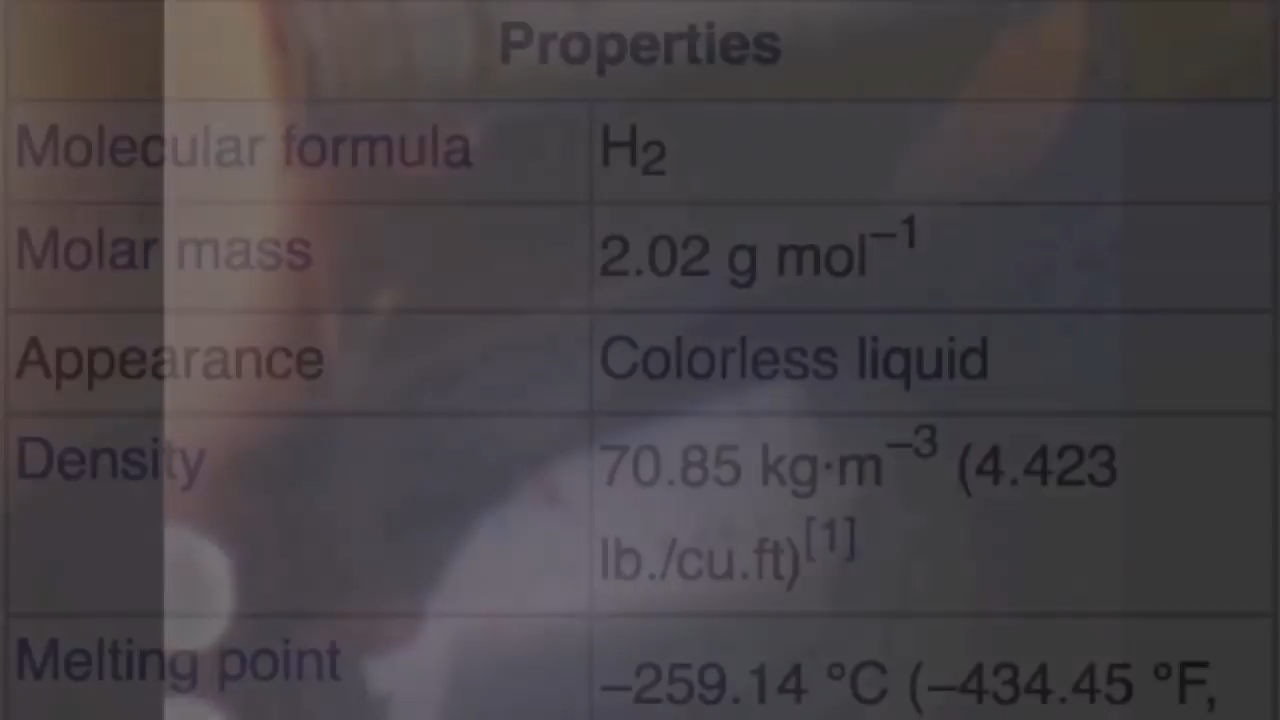 Properties
Molecular formula H2
Molar mass 2.02 g mol−1
Appearance Colorless liquid
Density 70.85 kg·m−3 (4.423
lb./cu.ft)[1]
Melting point −259.14 °C (−434.45 °F,